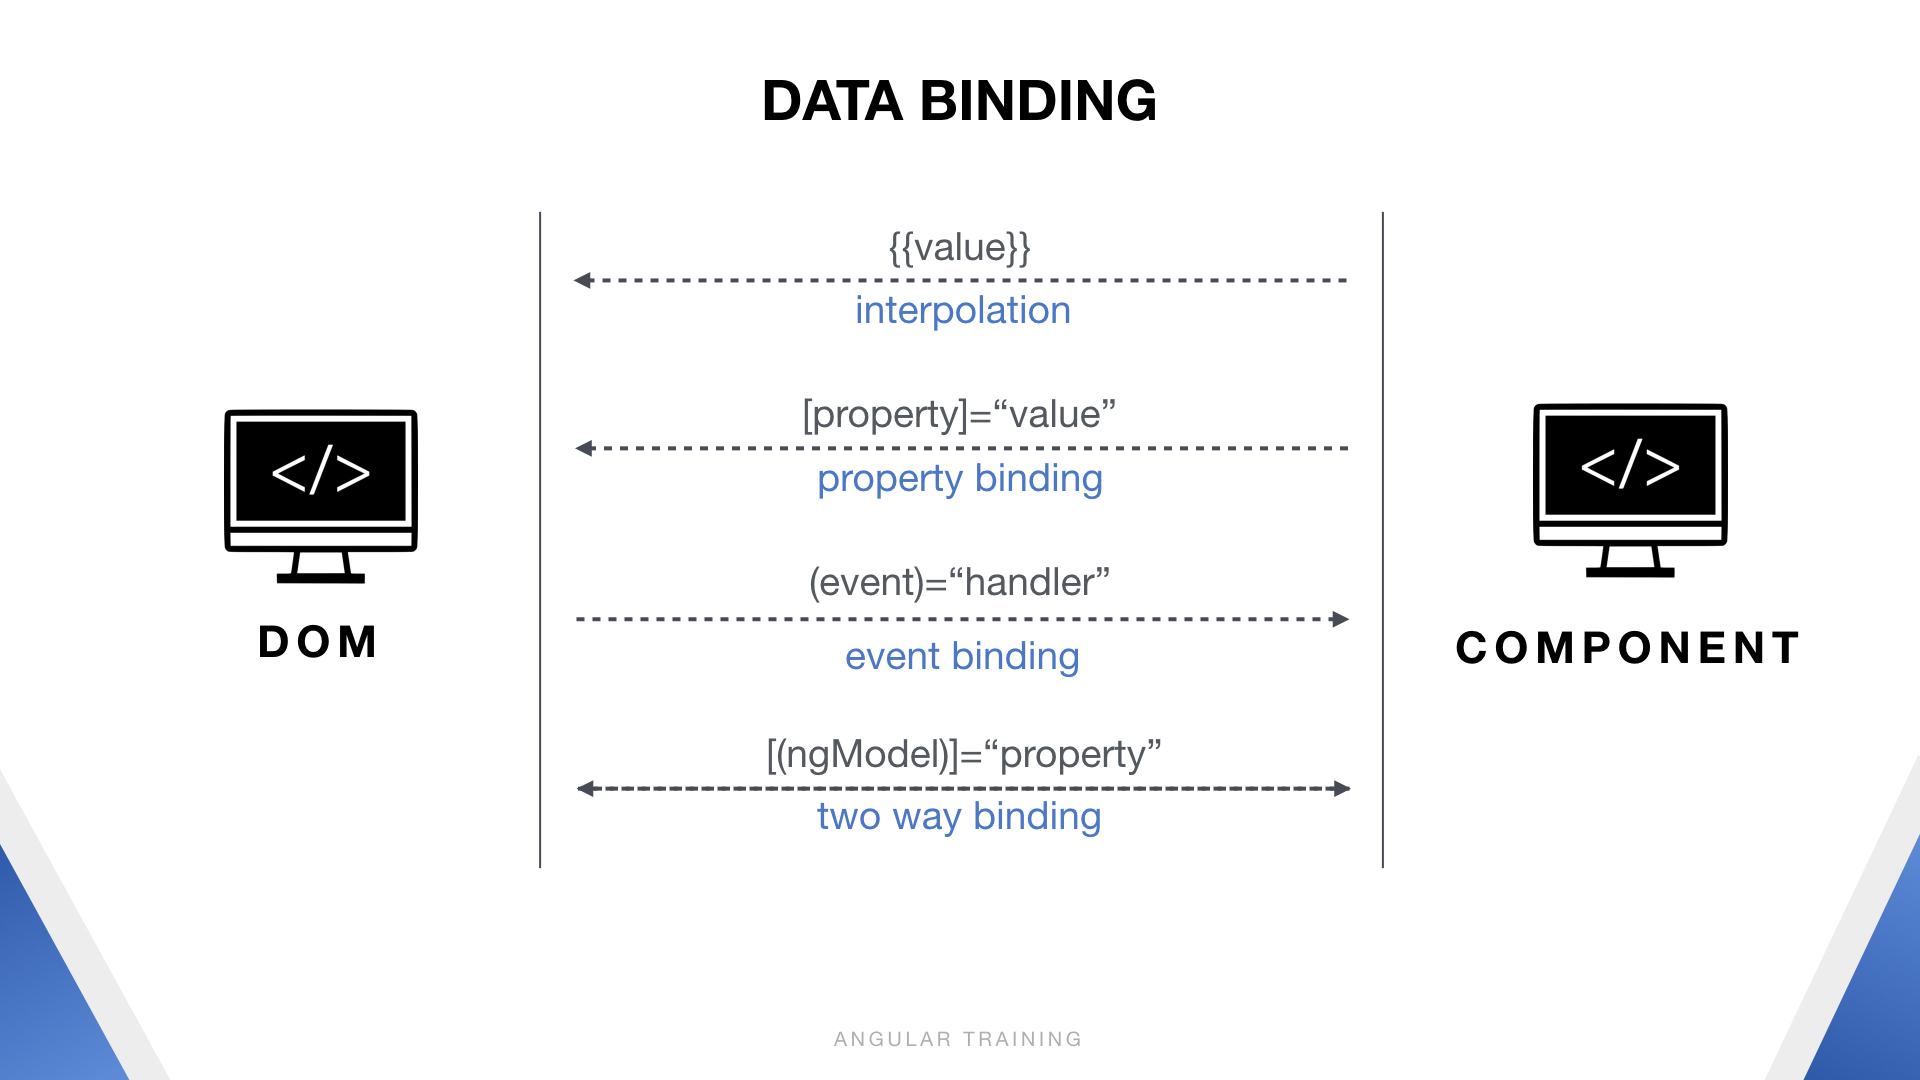 DATA BINDING
{{value}}
interpolation
[property]=“value”
property binding
</>
</>
(event)=“handler”
event binding
DOM
COMPONENT
[(ngModel)]=“property”
two way binding
ANGULAR TRAINING